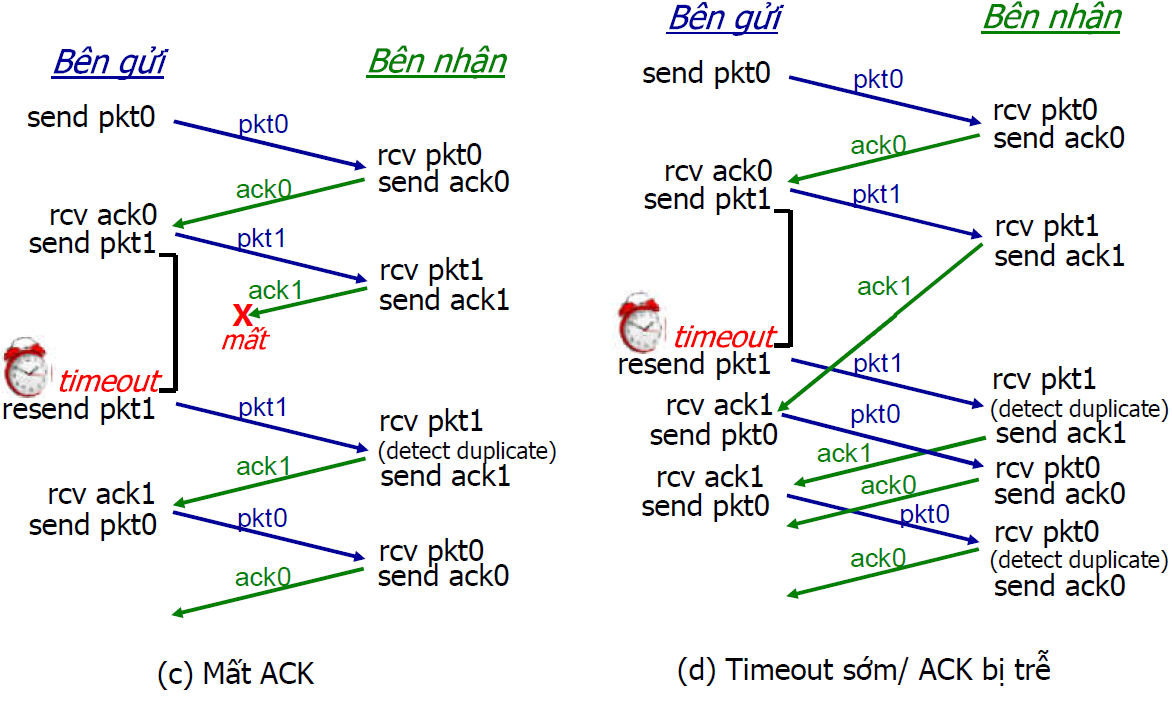 Bên gửi
Bên nhận
send pkt0
pkt0
rcv pkt0
send ack0
ack0
rcv ack0
send pkt1
pkt1
rcv pkt1
send ack1
ack1
X
mất
timeout
resend pkt1
pkt1
rcv pkt1
(detect duplicate)
send ack1
ack1
rcv ack1
send pkt0
pkt0
rcv pkt0
send ack0
ack0
(c) Mất ACK
Bên gửi
Bên nhận
send pkt0
pkt0
rcv pkt0
send ack0
ack0
rcv ack0
send pkt1
pkt1
rcv pkt1
send ack1
ack1
timeout
resend pkt1
pkt1
rcv pkt1
(detect duplicate)
send ack1
rcv ack1
send pkt0
pkt0
ack1
rcv pkt0
send ack0
rcv ack1
send pkt0
ack0
pkt0
rcv pkt0
(detect duplicate)
send ack0
ack0
(d) Timeout sớm/ ACK bị trễ